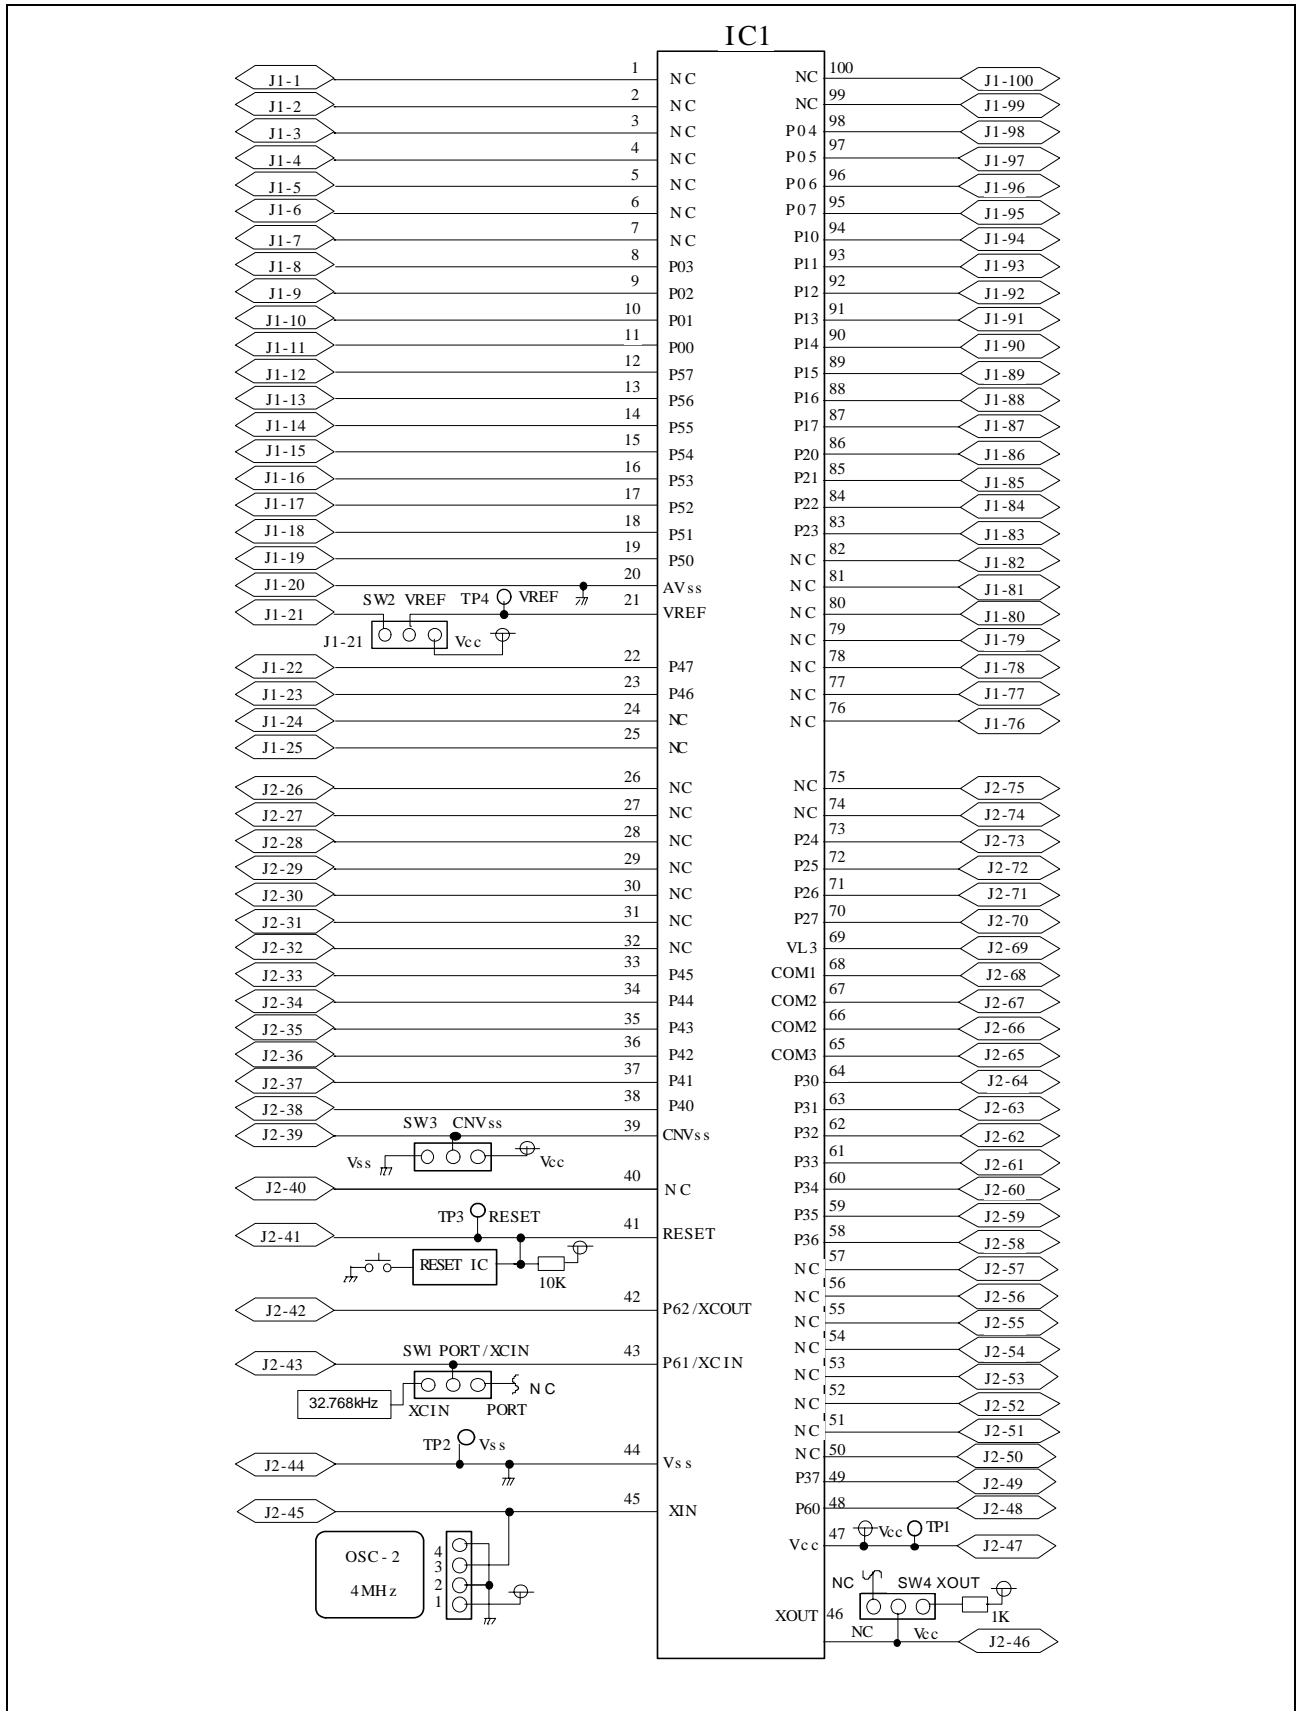 IC1
J1-1 1 NC NC 100 J1-100
J1-2 2 NC NC 99 J1-99
J1-3 3 NC P04 98 J1-98
J1-4 4 NC P05 97 J1-97
J1-5 5 NC P06 96 J1-96
J1-6 6 NC P07 95 J1-95
J1-7 7 NC P10 94 J1-94
J1-8 8 P03 P11 93 J1-93
J1-9 9 P02 P12 92 J1-92
J1-10 10 P01 P13 91 J1-91
J1-11 11 P00 P14 90 J1-90
J1-12 12 P57 P15 89 J1-89
J1-13 13 P56 P16 88 J1-88
J1-14 14 P55 P17 87 J1-87
J1-15 15 P54 P20 86 J1-86
J1-16 16 P53 P21 85 J1-85
J1-17 17 P52 P22 84 J1-84
J1-18 18 P51 P23 83 J1-83
J1-19 19 P50 NC 82 J1-82
J1-20 20 AVss NC 81 J1-81
J1-21 SW2 VREF TP4 VREF 21 VREF NC 80 J1-80
J1-21 Vcc NC 79 J1-79
J1-22 22 P47 NC 78 J1-78
J1-23 23 P46 NC 77 J1-77
J1-24 24 NC NC 76 J1-76
J1-25 25 NC
J2-26 26 NC NC 75 J2-75
J2-27 27 NC NC 74 J2-74
J2-28 28 NC P24 73 J2-73
J2-29 29 NC P25 72 J2-72
J2-30 30 NC P26 71 J2-71
J2-31 31 NC P27 70 J2-70
J2-32 32 NC VL3 69 J2-69
J2-33 33 P45 COM1 68 J2-68
J2-34 34 P44 COM2 67 J2-67
J2-35 35 P43 COM2 66 J2-66
J2-36 36 P42 COM3 65 J2-65
J2-37 37 P41 P30 64 J2-64
J2-38 38 P40 P31 63 J2-63
J2-39 SW3 CNVss 39 CNVss P32 62 J2-62
Vss Vcc P33 61 J2-61
J2-40 40 NC P34 60 J2-60
TP3 RESET P35 59 J2-59
J2-41 41 RESET P36 58 J2-58
RESET IC 10K NC 57 J2-57
NC 56 J2-56
J2-42 42 P62/XCOUT NC 55 J2-55
NC 54 J2-54
J2-43 SW1 PORT/XCIN 43 P61/XCIN NC 53 J2-53
32.768kHz XCIN PORT NC NC 52 J2-52
NC 51 J2-51
TP2 Vss NC 50 J2-50
J2-44 44 Vss P37 49 J2-49
J2-45 45 XIN P60 48 J2-48
Vcc 47 Vcc TP1 J2-47
OSC-2
4MHz
4
3
2
1
NC SW4 XOUT
XOUT 46 1K
NC Vcc J2-46